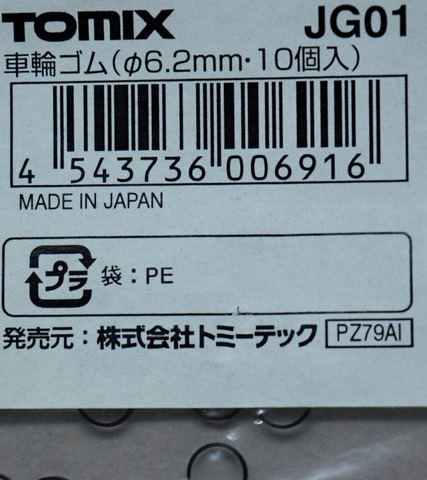 TOMIX JG01
車輪ゴム(φ6.2mm·10個入)
4 543736 006916
MADE IN JAPAN
プラ 袋：PE
発売元：株式会社トミーテック PZ79AI